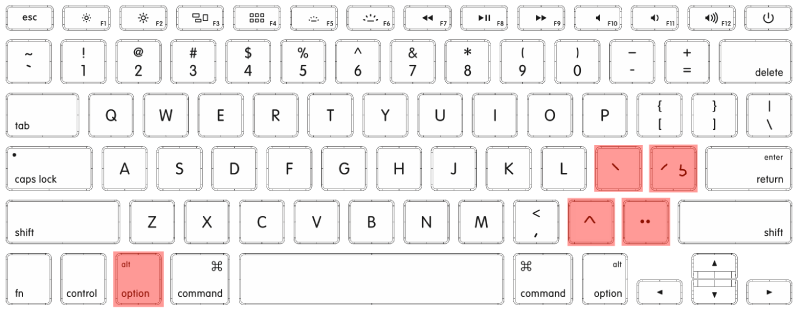 esc F1 F2 F3 F4 F5 F6 F7 F8 F9 F10 F11 F12
~ ! @ # $ % ^ & * ( ) − +
` 1 2 3 4 5 6 7 8 9 0 - = delete
tab Q W E R T Y U I O P { [ } ] | \
caps lock A S D F G H J K L ` ´ enter return
shift Z X C V B N M < , ^ ¨ shift
fn control alt option ⌘ command ⌘ command alt option ◄ ▲ ▼ ►